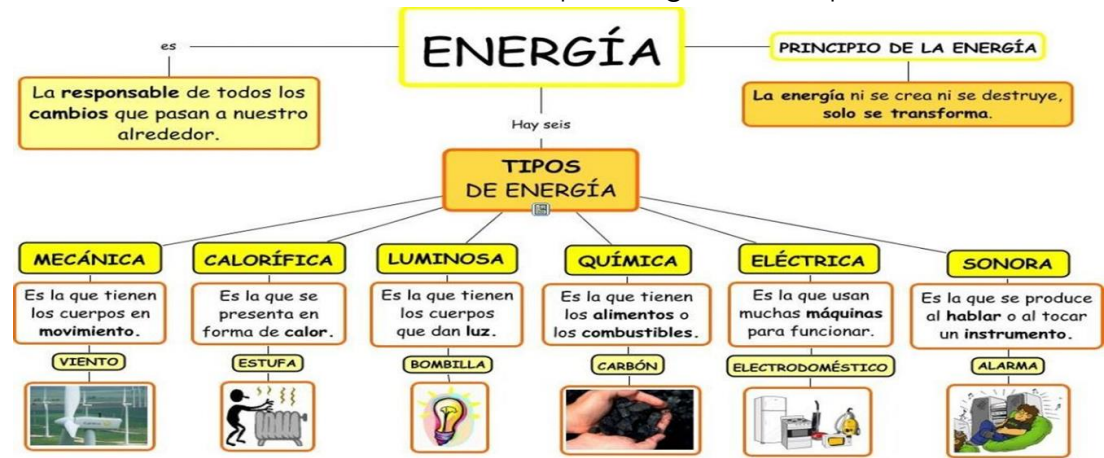 ENERGÍA
es
PRINCIPIO DE LA ENERGÍA
La responsable de todos los
cambios que pasan a nuestro
alrededor.
La energía ni se crea ni se destruye,
solo se transforma.
Hay seis
TIPOS
DE ENERGÍA
MECÁNICA
Es la que tienen
los cuerpos en
movimiento.
VIENTO
CALORÍFICA
Es la que se
presenta en
forma de calor.
ESTUFA
LUMINOSA
Es la que tienen
los cuerpos
que dan luz.
BOMBILLA
QUÍMICA
Es la que tienen
los alimentos o
los combustibles.
CARBÓN
ELÉCTRICA
Es la que usan
muchas máquinas
para funcionar.
ELECTRODOMÉSTICO
SONORA
Es la que se produce
al hablar o al tocar
un instrumento.
ALARMA